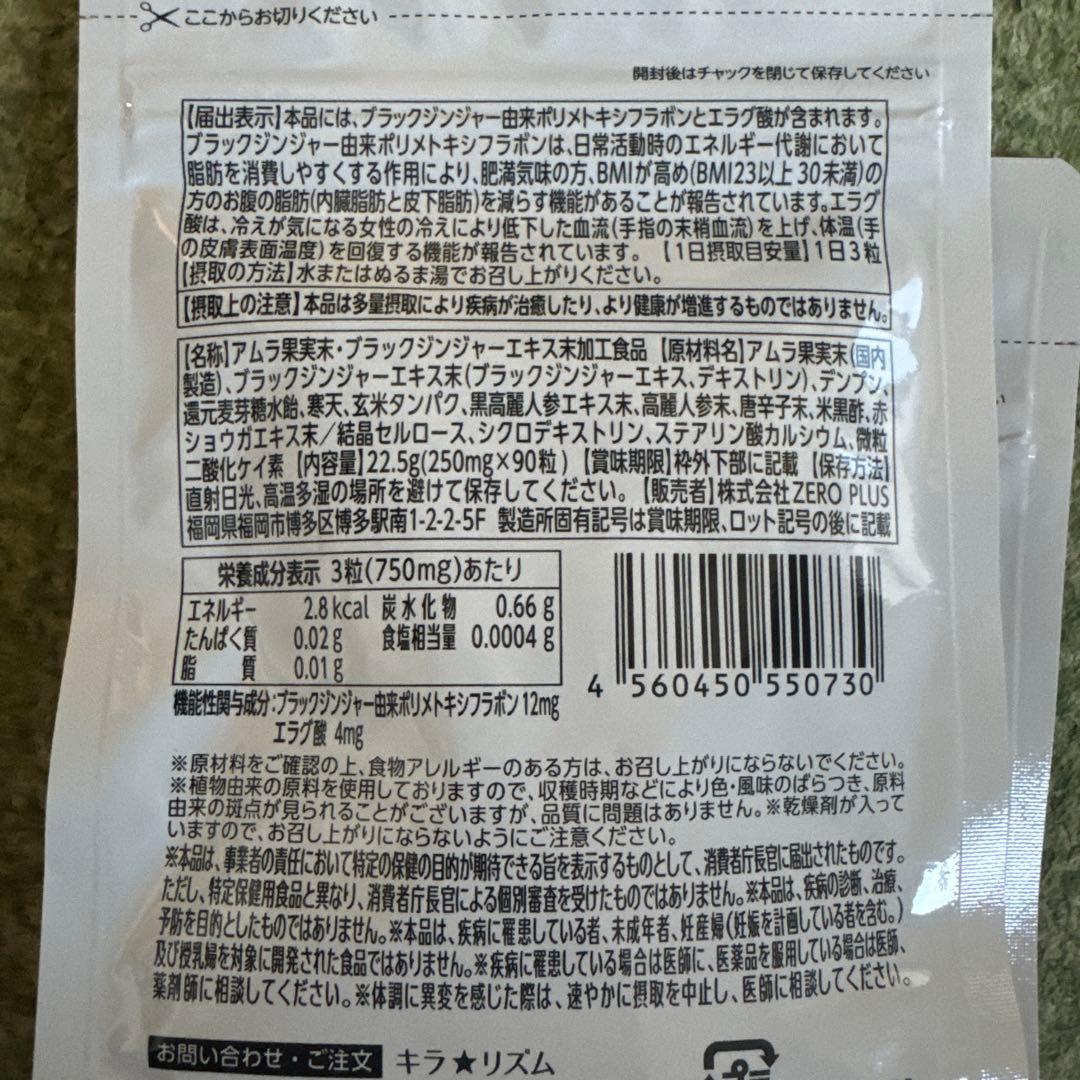 ここからお切りください
開封後はチャックを閉じて保存してください
【届出表示】本品には、ブラックジンジャー由来ポリメトキシフラボンとエラグ酸が含まれます。
ブラックジンジャー由来ポリメトキシフラボンは、日常活動時のエネルギー代謝において
脂肪を消費しやすくする作用により、肥満気味の方、BMIが高め(BMI23以上30未満)の
方のお腹の脂肪(内臓脂肪と皮下脂肪)を減らす機能があることが報告されています。エラグ
酸は、冷えが気になる女性の冷えにより低下した血流(手指の末梢血流)を上げ、体温(手
の皮膚表面温度)を回復する機能が報告されています。 【1日摂取目安量】1日3粒
【摂取の方法】水またはぬるま湯でお召し上がりください。
【摂取上の注意】本品は多量摂取により疾病が治癒したり、より健康が増進するものではありません。
【名称】アムラ果実末・ブラックジンジャーエキス末加工食品 【原材料名】アムラ果実末(国内
製造)、ブラックジンジャーエキス末(ブラックジンジャーエキス、デキストリン)、デンプン、
還元麦芽糖水飴、寒天、玄米タンパク、黒高麗人参エキス末、高麗人参末、唐辛子末、米黒酢、赤
ショウガエキス末/結晶セルロース、シクロデキストリン、ステアリン酸カルシウム、微粒
二酸化ケイ素 【内容量】22.5g(250mg×90粒) 【賞味期限】枠外下部に記載 【保存方法】
直射日光、高温多湿の場所を避けて保存してください。 【販売者】株式会社ZERO PLUS
福岡県福岡市博多区博多駅南1-2-2-5F 製造所固有記号は賞味期限、ロット記号の後に記載
栄養成分表示 3粒(750mg)あたり
エネルギー 2.8kcal 炭水化物 0.66g
たんぱく質 0.02g 食塩相当量 0.0004g
脂質 0.01g
機能性関与成分:ブラックジンジャー由来ポリメトキシフラボン12mg
エラグ酸 4mg
4 560450 550730
※原材料をご確認の上、食物アレルギーのある方は、お召し上がりにならないでください。
※植物由来の原料を使用しておりますので、収穫時期などにより色・風味のばらつき、原料
由来の斑点が見られることがございますが、品質に問題はありません。※乾燥剤が入って
いますので、お召し上がりにならないようにご注意ください。
※本品は、事業者の責任において特定の保健の目的が期待できる旨を表示するものとして、消費者庁長官に届出されたものです。
ただし、特定保健用食品と異なり、消費者庁長官による個別審査を受けたものではありません。※本品は、疾病の診断、治療、
予防を目的としたものではありません。※本品は、疾病に罹患している者、未成年者、妊産婦(妊娠を計画している者を含む。)
及び授乳婦を対象に開発された食品ではありません。※疾病に罹患している場合は医師に、医薬品を服用している場合は医師、
薬剤師に相談してください。※体調に異変を感じた際は、速やかに摂取を中止し、医師に相談してください。
お問い合わせ・ご注文 キラ★リズム
プ